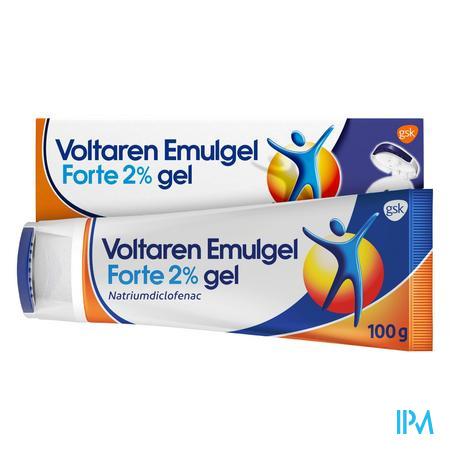 Voltaren Emulgel
Forte 2% gel
gsk
Voltaren Emulgel
Forte 2% gel
Natriumdiclofenac
gsk
100 g
IPM